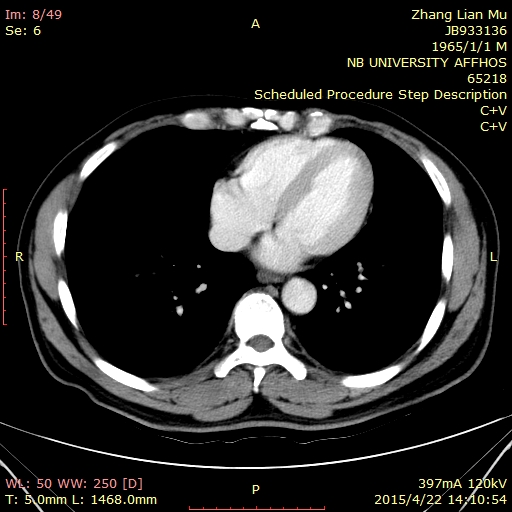 Im: 8/49
Se: 6
A
Zhang Lian Mu
JB933136
1965/1/1 M
NB UNIVERSITY AFFHOS
65218
Scheduled Procedure Step Description
C+V
C+V
R
L
WL: 50 WW: 250 [D]
T: 5.0mm L: 1468.0mm
P
397mA 120kV
2015/4/22 14:10:54